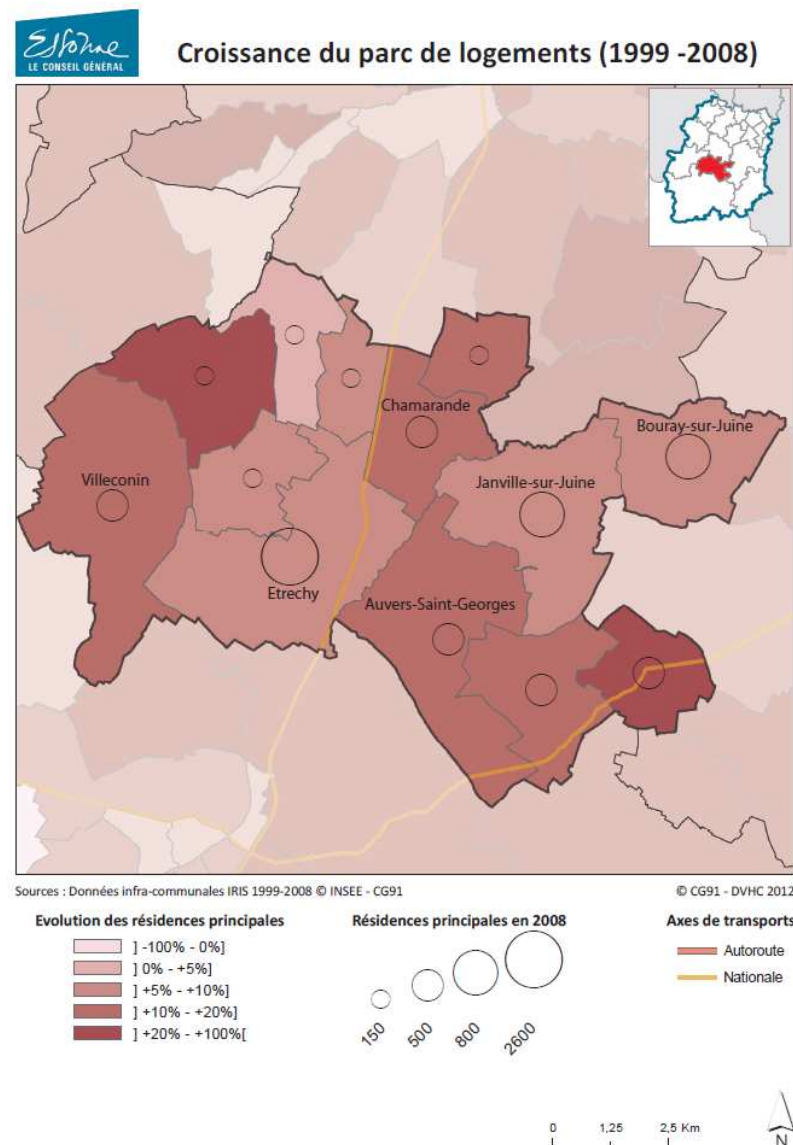 Essonne
LE CONSEIL GÉNÉRAL
Croissance du parc de logements (1999 -2008)
Chamarande
Bouray-sur-Juine
Villeconin
Janville-sur-Juine
Etrechy
Auvers-Saint-Georges
Sources : Données infra-communales IRIS 1999-2008 © INSEE - CG91
© CG91 - DVHC 2012
Evolution des résidences principales
] -100% - 0%]
] 0% - +5%]
] +5% - +10%]
] +10% - +20%]
] +20% - +100%[
Résidences principales en 2008
150
500
800
2600
Axes de transports
Autoroute
Nationale
0 1,25 2,5 Km
N